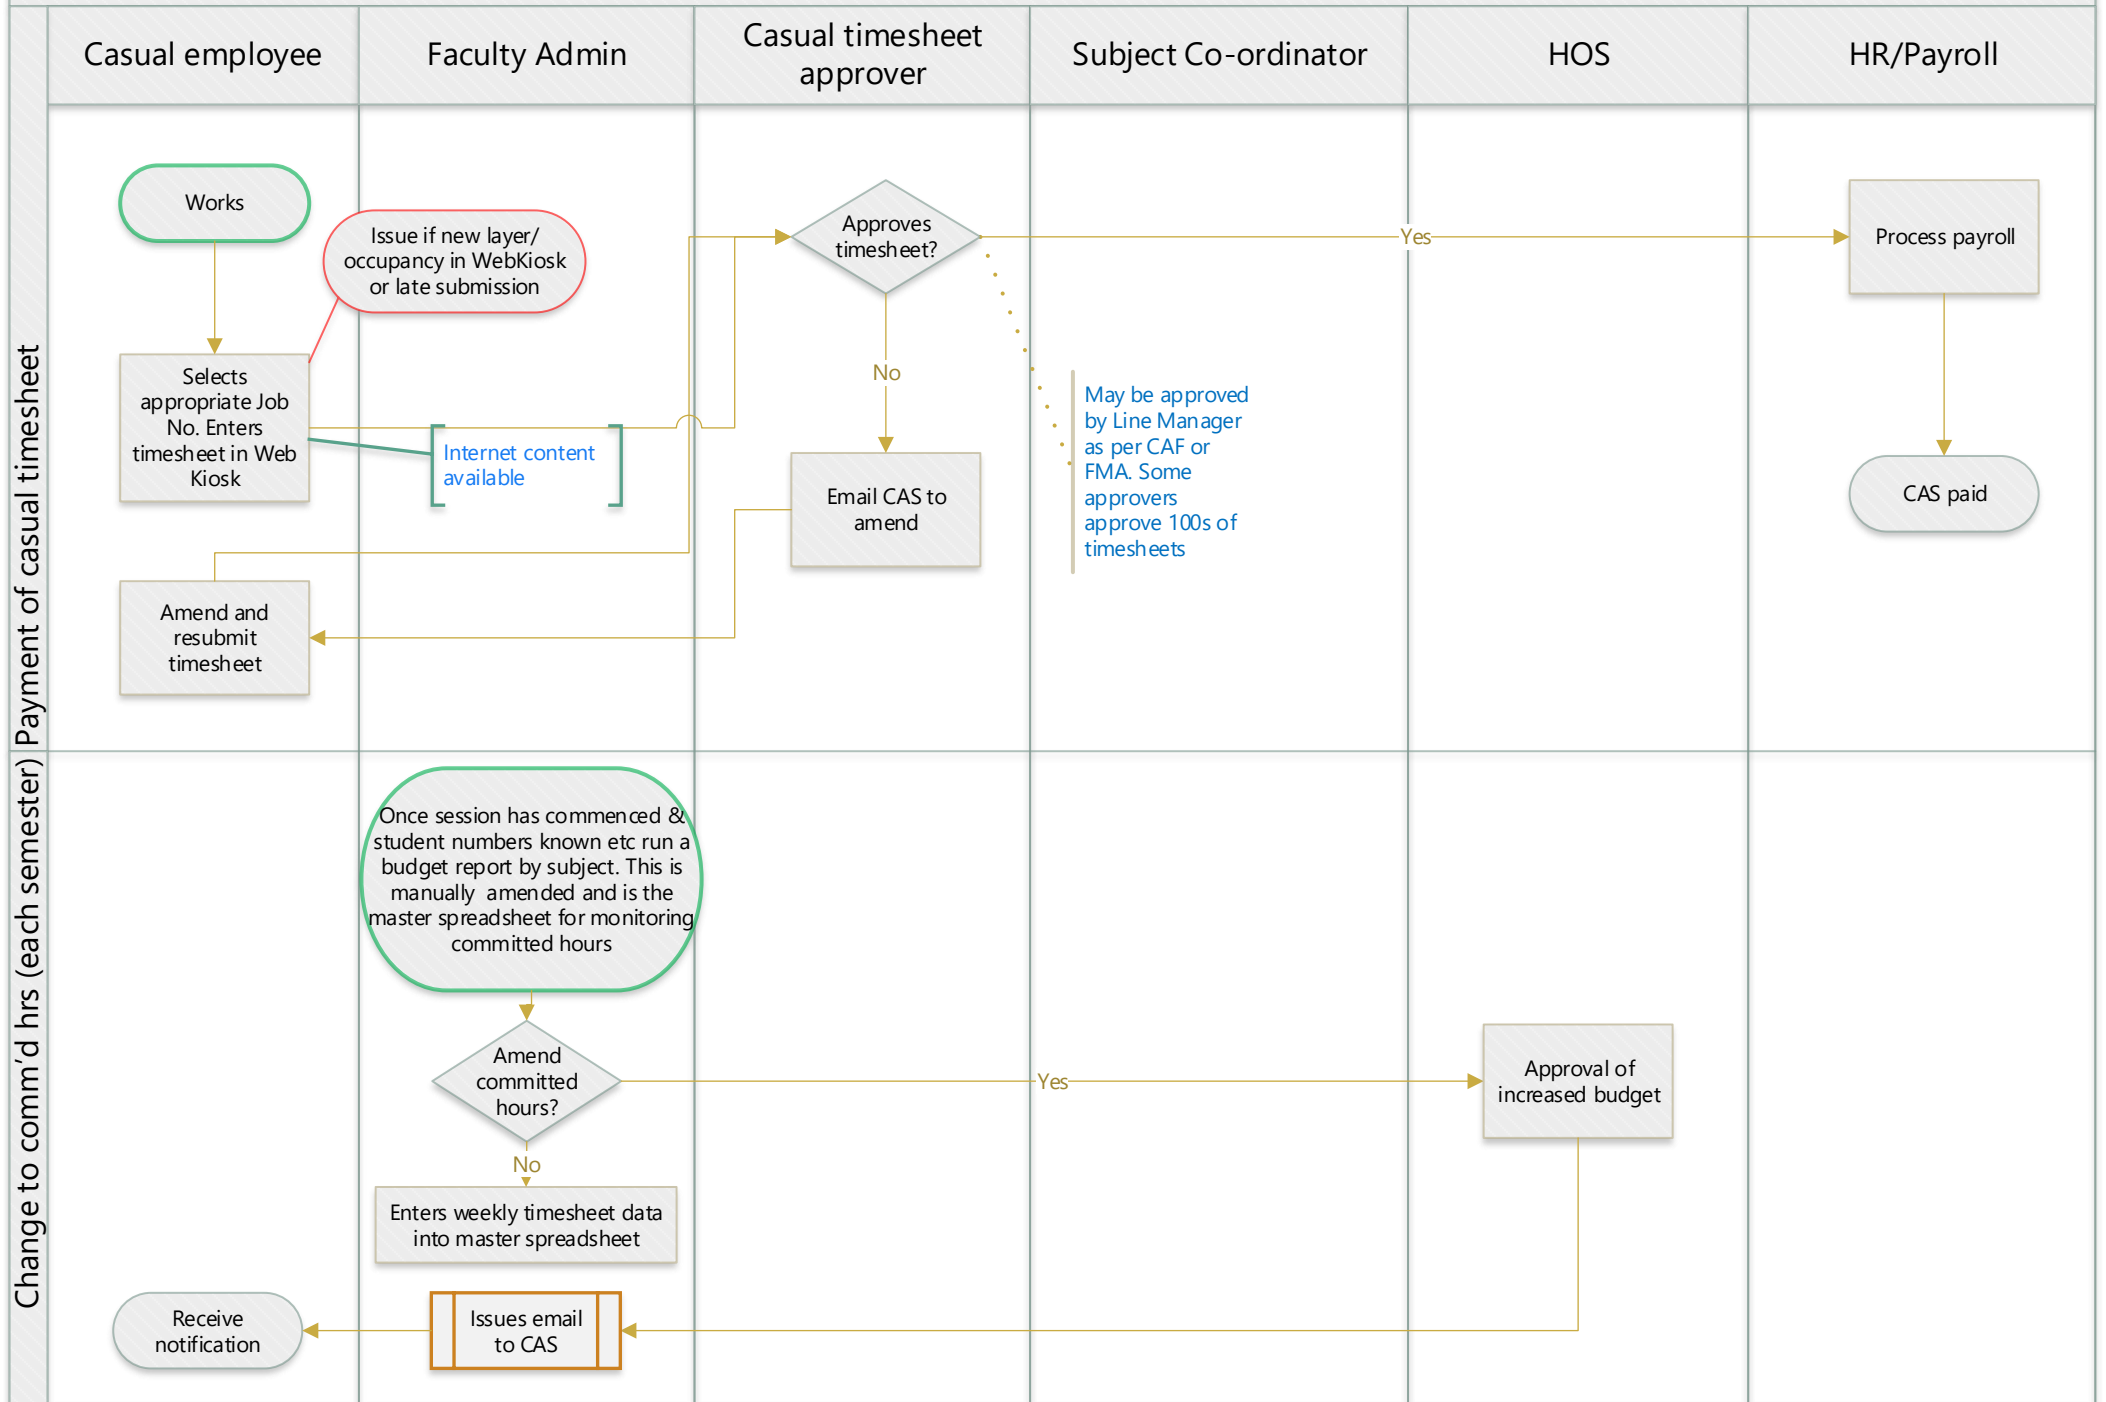 Casual employee
Faculty Admin
Casual timesheet
approver
Subject Co-ordinator
HOS
HR/Payroll
Payment of casual timesheet
Works
Issue if new layer/
occupancy in WebKiosk
or late submission
Approves
timesheet?
Yes
Process payroll
Selects
appropriate Job
No. Enters
timesheet in Web
Kiosk
Internet content
available
No
May be approved
by Line Manager
as per CAF or
FMA. Some
approvers
approve 100s of
timesheets
Email CAS to
amend
CAS paid
Amend and
resubmit
timesheet
Change to comm'd hrs (each semester)
Once session has commenced &
student numbers known etc run a
budget report by subject. This is
manually amended and is the
master spreadsheet for monitoring
committed hours
Amend
committed
hours?
Yes
Approval of
increased budget
No
Enters weekly timesheet data
into master spreadsheet
Receive
notification
Issues email
to CAS